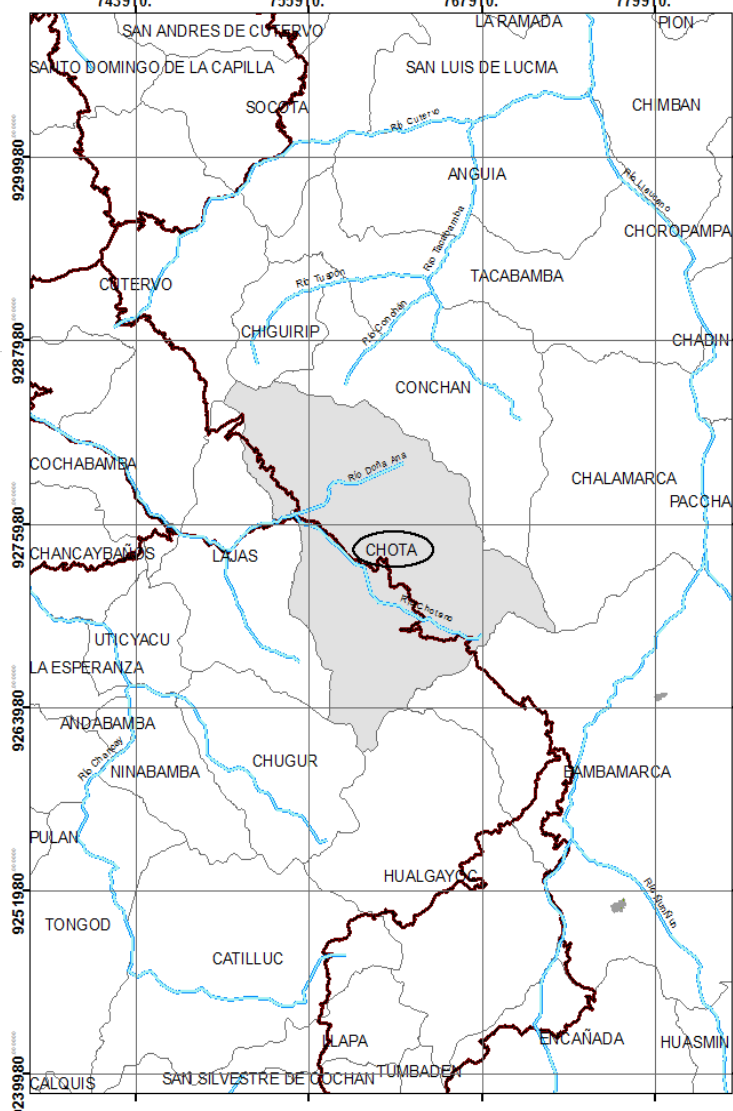 SAN ANDRES DE CUTERVO
LA RAMADA
PION
SANTO DOMINGO DE LA CAPILLA
SAN LUIS DE LUCMA
SOCOTA
CHIMBAN
Río Cutervo
9299980
ANGUIA
Río Llaucano
Río Tacabamba
CHOROPAMPA
Río Tuspón
TACABAMBA
CUTERVO
Río Conchán
CHIGUIRIP
CHADIN
9287980
CONCHAN
COCHABAMBA
Río Doña Ana
CHALAMARCA
PACCHA
9275980
CHANCAYBAÑOS
LAJAS
CHOTA
Río Chotano
UTICYACU
LA ESPERANZA
9263980
ANDABAMBA
Río Chancay
CHUGUR
NINABAMBA
BAMBAMARCA
PULAN
HUALGAYOC
9251980
TONGOD
CATILLUC
LLAPA
ENCAÑADA
HUASMIN
9239980
CALQUIS
SAN SILVESTRE DE COCHAN
TUMBADEN